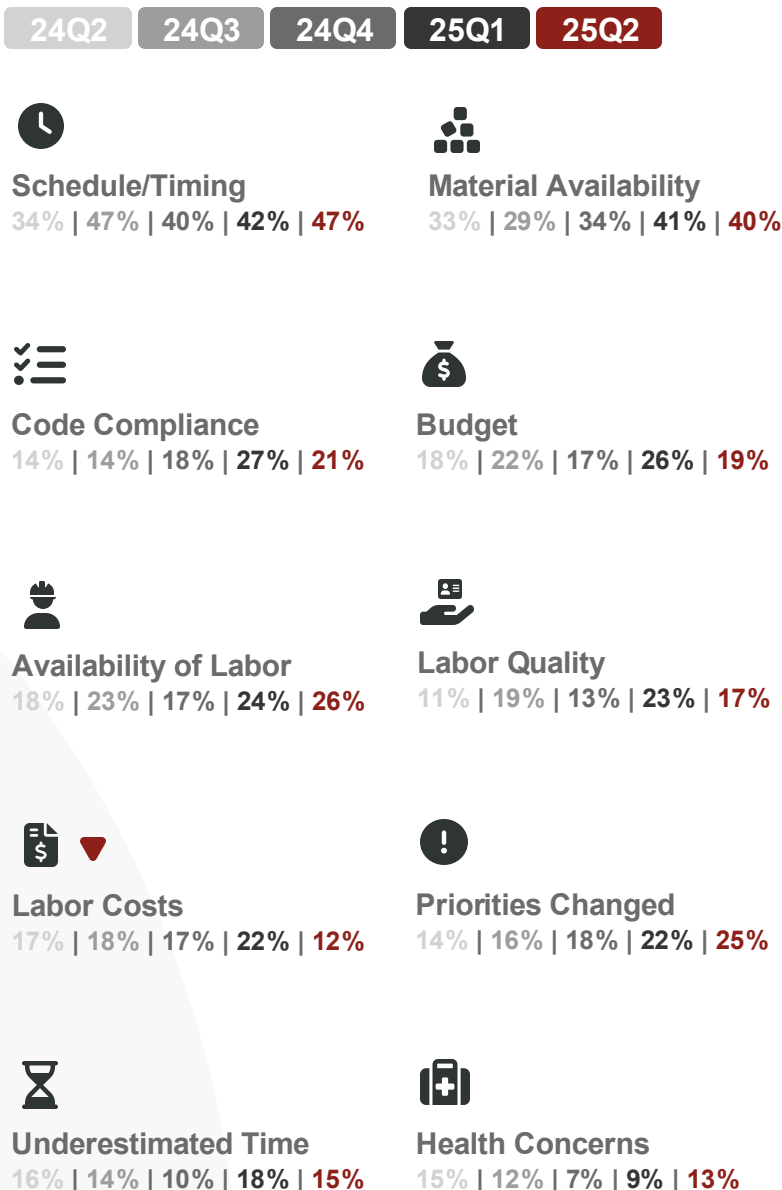 24Q2 24Q3 24Q4 25Q1 25Q2
Schedule/Timing
34% | 47% | 40% | 42% | 47%
Material Availability
33% | 29% | 34% | 41% | 40%
Code Compliance
14% | 14% | 18% | 27% | 21%
Budget
18% | 22% | 17% | 26% | 19%
Availability of Labor
18% | 23% | 17% | 24% | 26%
Labor Quality
11% | 19% | 13% | 23% | 17%
Labor Costs
17% | 18% | 17% | 22% | 12%
Priorities Changed
14% | 16% | 18% | 22% | 25%
Underestimated Time
16% | 14% | 10% | 18% | 15%
Health Concerns
15% | 12% | 7% | 9% | 13%